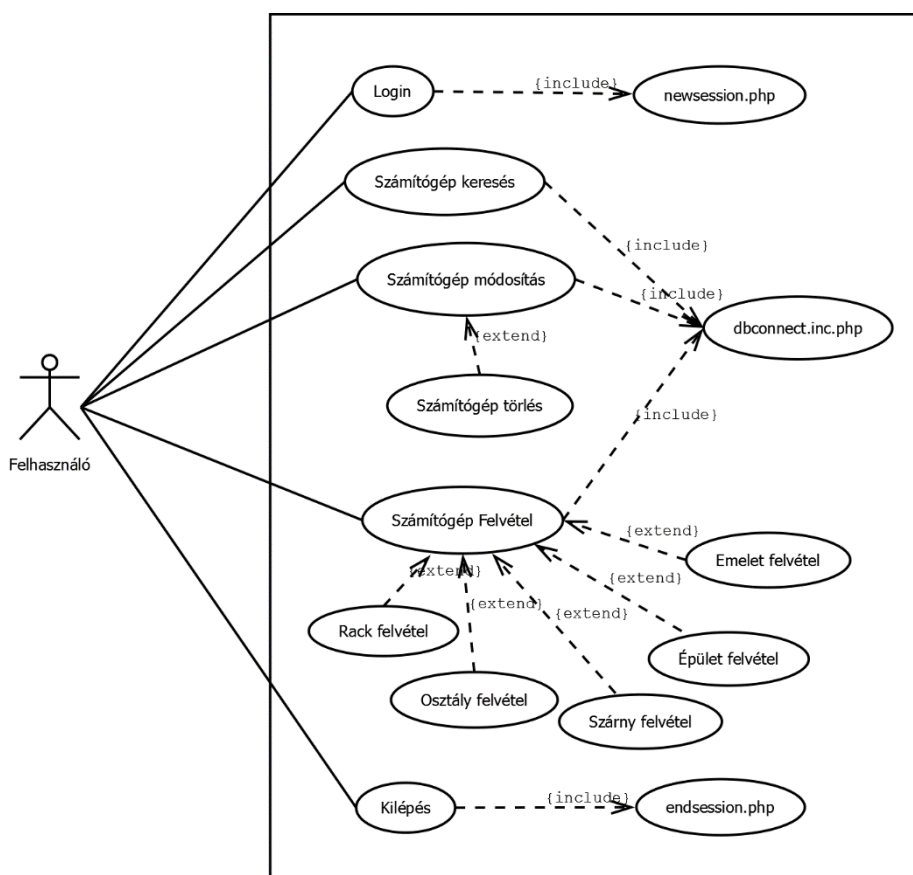 Login
{include}
newsession.php
Számítógép keresés
{include}
Számítógép módosítás
{include}
dbconnect.inc.php
{extend}
Számítógép törlés
{include}
Felhasználó
Számítógép Felvétel
{extend}
Emelet felvétel
{extend}
{extend}
{extend}
{extend}
Rack felvétel
Épület felvétel
Osztály felvétel
Szárny felvétel
Kilépés
{include}
endsession.php